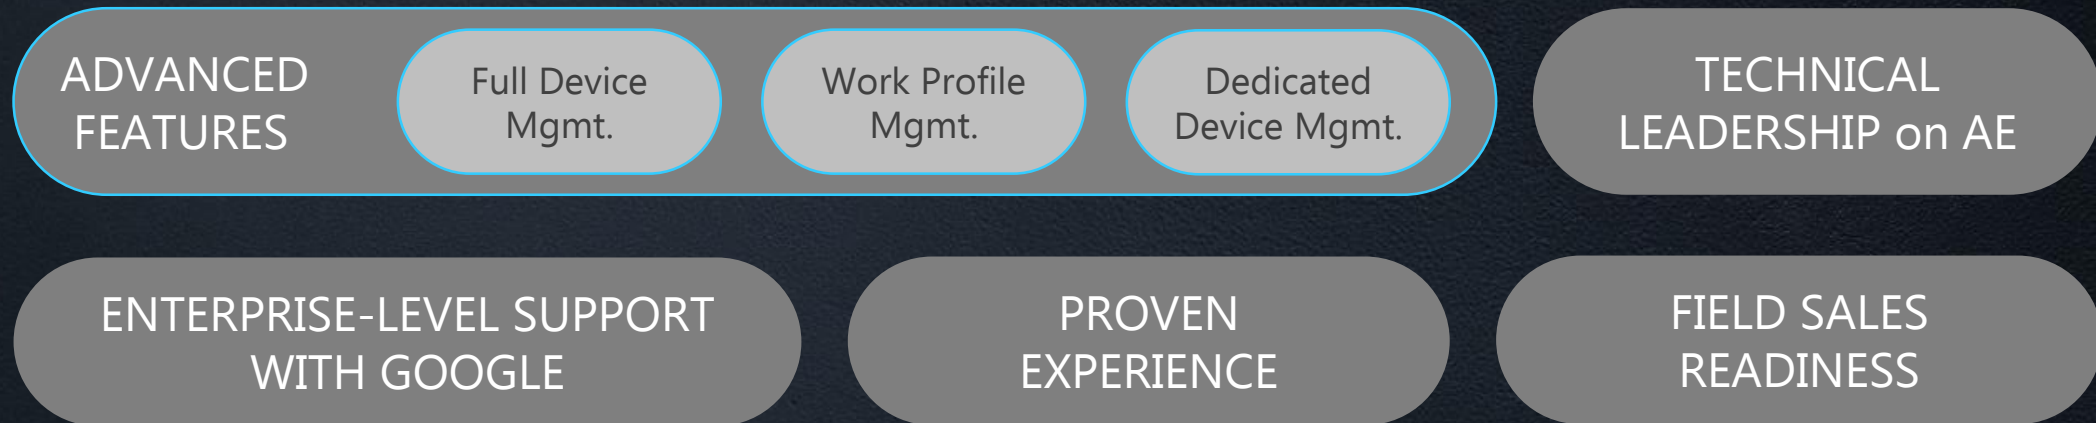 ADVANCED
FEATURES
Full Device
Mgmt.
Work Profile
Mgmt.
Dedicated
Device Mgmt.
TECHNICAL
LEADERSHIP on AE
ENTERPRISE-LEVEL SUPPORT
WITH GOOGLE
PROVEN
EXPERIENCE
FIELD SALES
READINESS